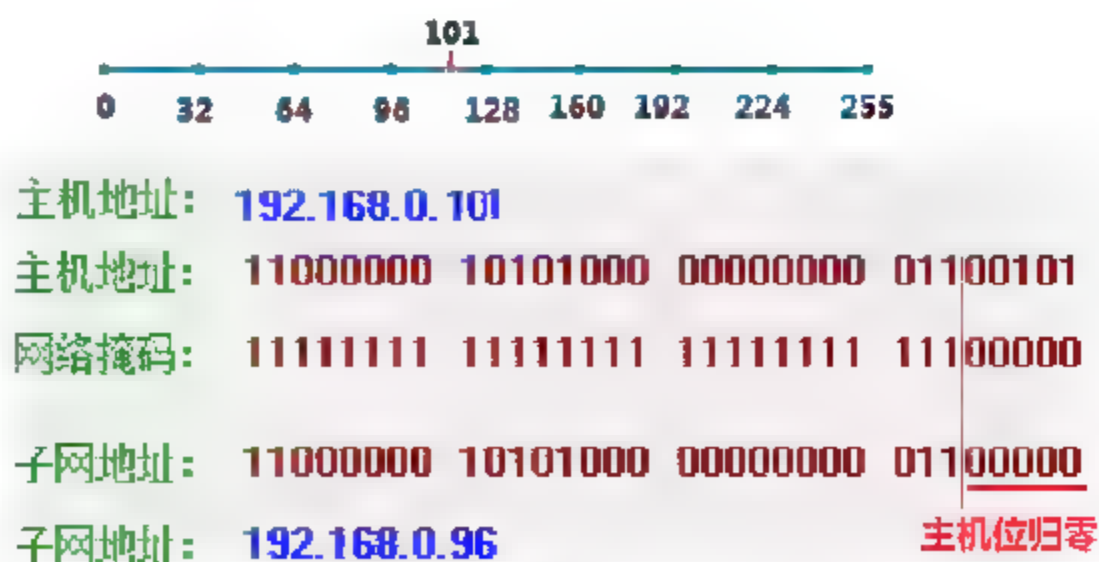 101
0 32 64 96 128 160 192 224 255
主机地址: 192.168.0.101
主机地址: 11000000 10101000 00000000 01100101
网络掩码: 11111111 11111111 11111111 11100000
子网地址: 11000000 10101000 00000000 01100000
主机位归零
子网地址: 192.168.0.96